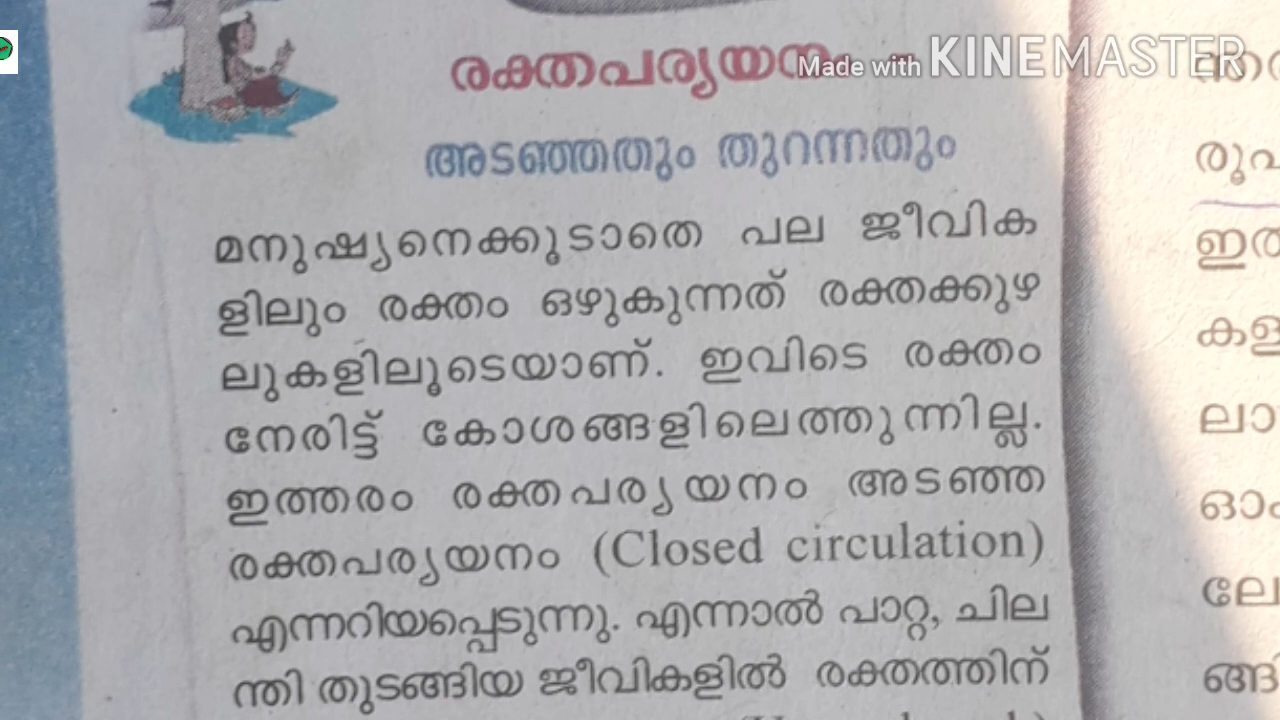 രക്തപര്യയനം
Made with KINEMASTER
അടഞ്ഞതും തുറന്നതും
മനുഷ്യനെക്കൂടാതെ പല ജീവിക
ളിലും രക്തം ഒഴുകുന്നത് രക്തക്കുഴ
ലുകളിലൂടെയാണ്. ഇവിടെ രക്തം
നേരിട്ട് കോശങ്ങളിലെത്തുന്നില്ല.
ഇത്തരം രക്തപര്യയനം അടഞ്ഞ
രക്തപര്യയനം (Closed circulation)
എന്നറിയപ്പെടുന്നു. എന്നാൽ പാറ്റ, ചില
ന്തി തുടങ്ങിയ ജീവികളിൽ രക്തത്തിന്